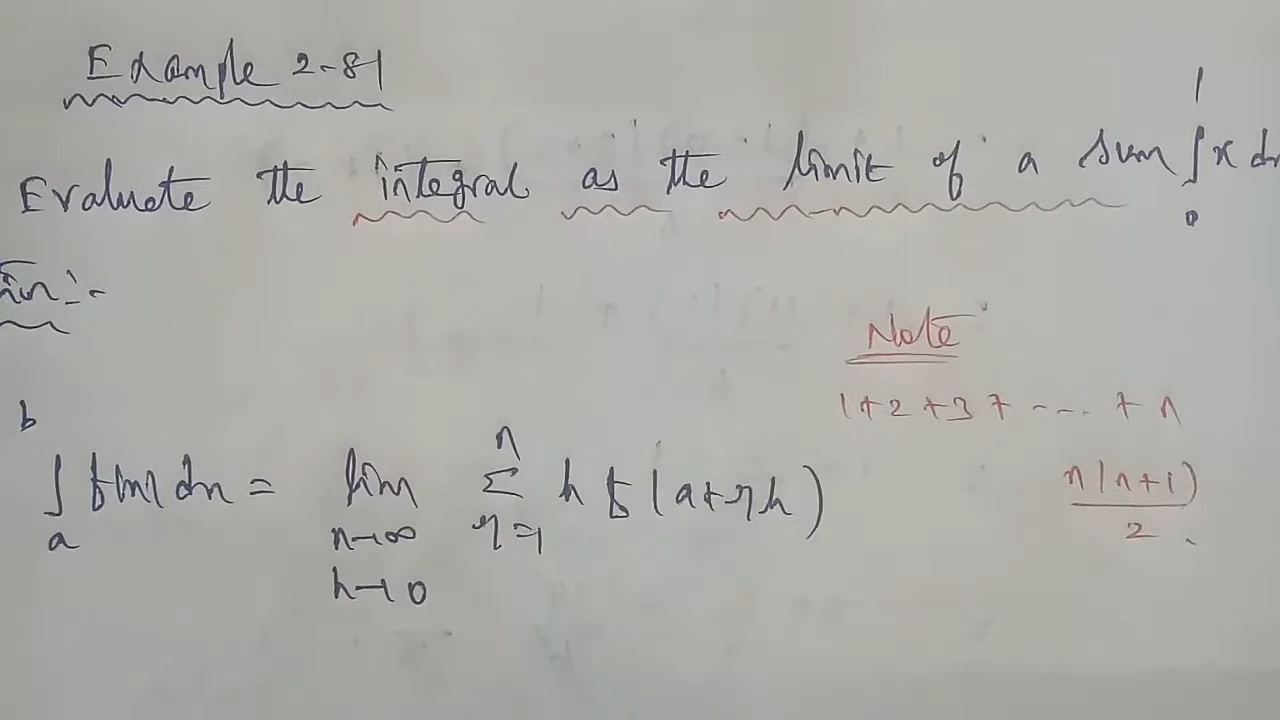 Example 2-81
Evaluate the integral as the limit of a sum ∫₀¹ x dx
:-
Note
1+2+3+ ---- + n
n(n+1)/2
∫ₐᵇ f(x) dx = lim n→∞ h→0 Σ r=1 n h f(a+rh)